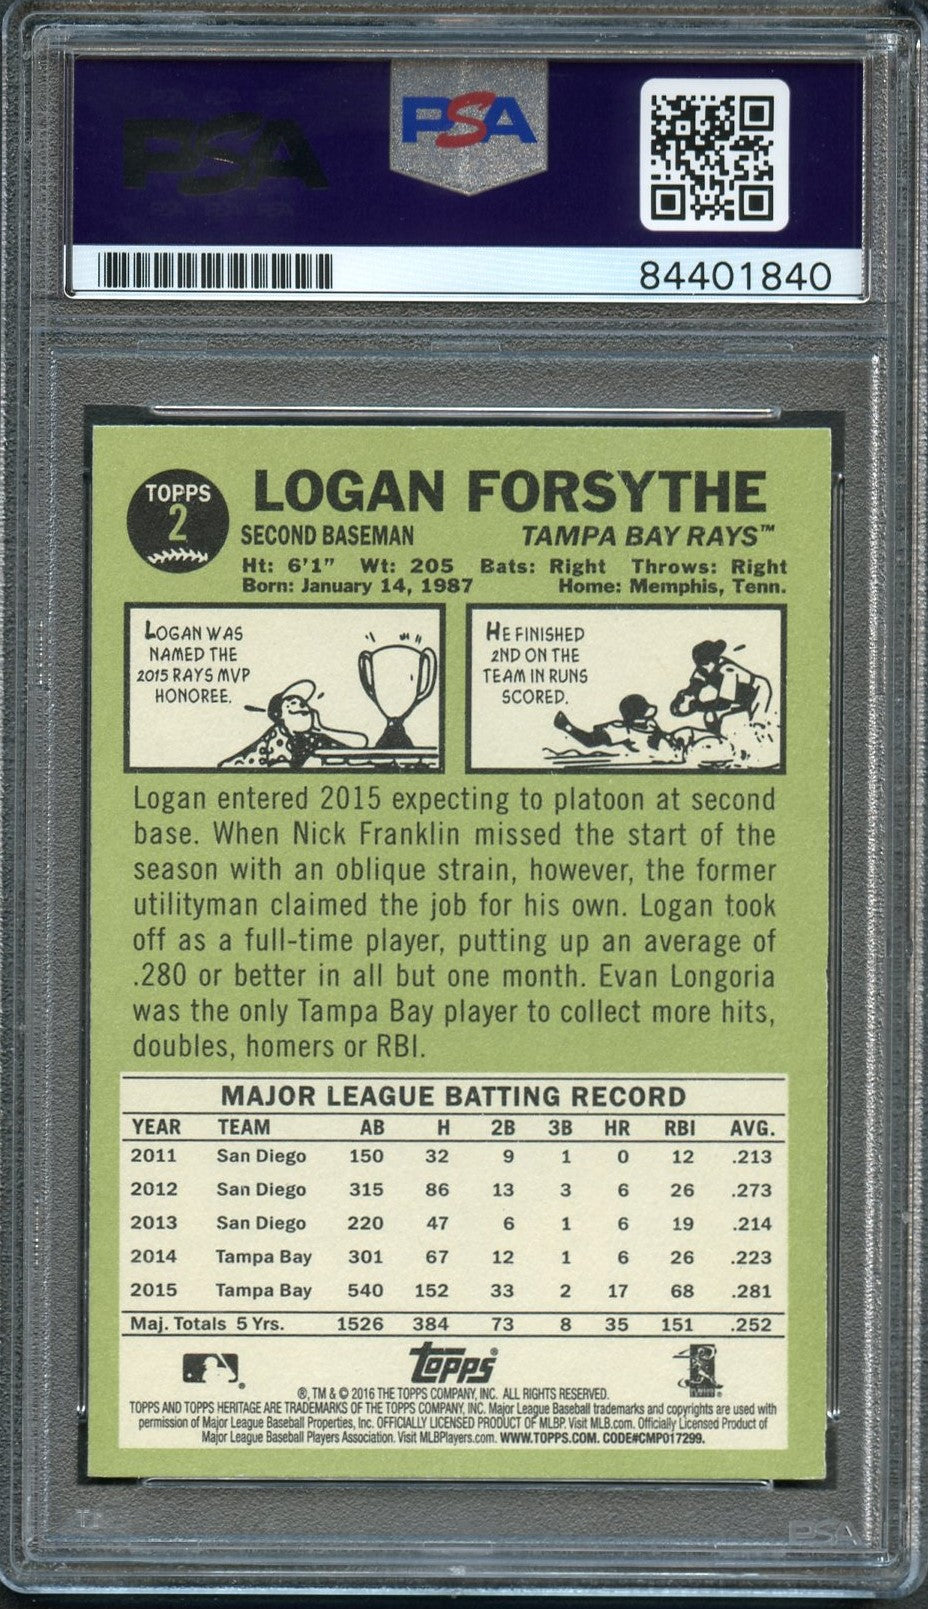 PSA
PSA
84401840
TOPPS
2
LOGAN FORSYTHE
SECOND BASEMAN TAMPA BAY RAYS™
Ht: 6'1" Wt: 205 Bats: Right Throws: Right
Born: January 14, 1987 Home: Memphis, Tenn.
LOGAN WAS
NAMED THE
2015 RAYS MVP
HONOREE.
HE FINISHED
2ND ON THE
TEAM IN RUNS
SCORED.
Logan entered 2015 expecting to platoon at second
base. When Nick Franklin missed the start of the
season with an oblique strain, however, the former
utilityman claimed the job for his own. Logan took
off as a full-time player, putting up an average of
.280 or better in all but one month. Evan Longoria
was the only Tampa Bay player to collect more hits,
doubles, homers or RBI.
MAJOR LEAGUE BATTING RECORD
YEAR TEAM AB H 2B 3B HR RBI AVG.
2011 San Diego 150 32 9 1 0 12 .213
2012 San Diego 315 86 13 3 6 26 .273
2013 San Diego 220 47 6 1 6 19 .214
2014 Tampa Bay 301 67 12 1 6 26 .223
2015 Tampa Bay 540 152 33 2 17 68 .281
Maj. Totals 5 Yrs. 1526 384 73 8 35 151 .252
Topps®
®, TM & © 2016 THE TOPPS COMPANY, INC. ALL RIGHTS RESERVED.
TOPPS AND TOPPS HERITAGE ARE TRADEMARKS OF THE TOPPS COMPANY, INC. Major League Baseball trademarks and copyrights are used with
permission of Major League Baseball Properties, Inc. OFFICIALLY LICENSED PRODUCT OF MLBP. Visit MLB.com. Officially Licensed Product of
Major League Baseball Players Association. Visit MLBPlayers.com. WWW.TOPPS.COM. CODE#CMP017299.
PSA